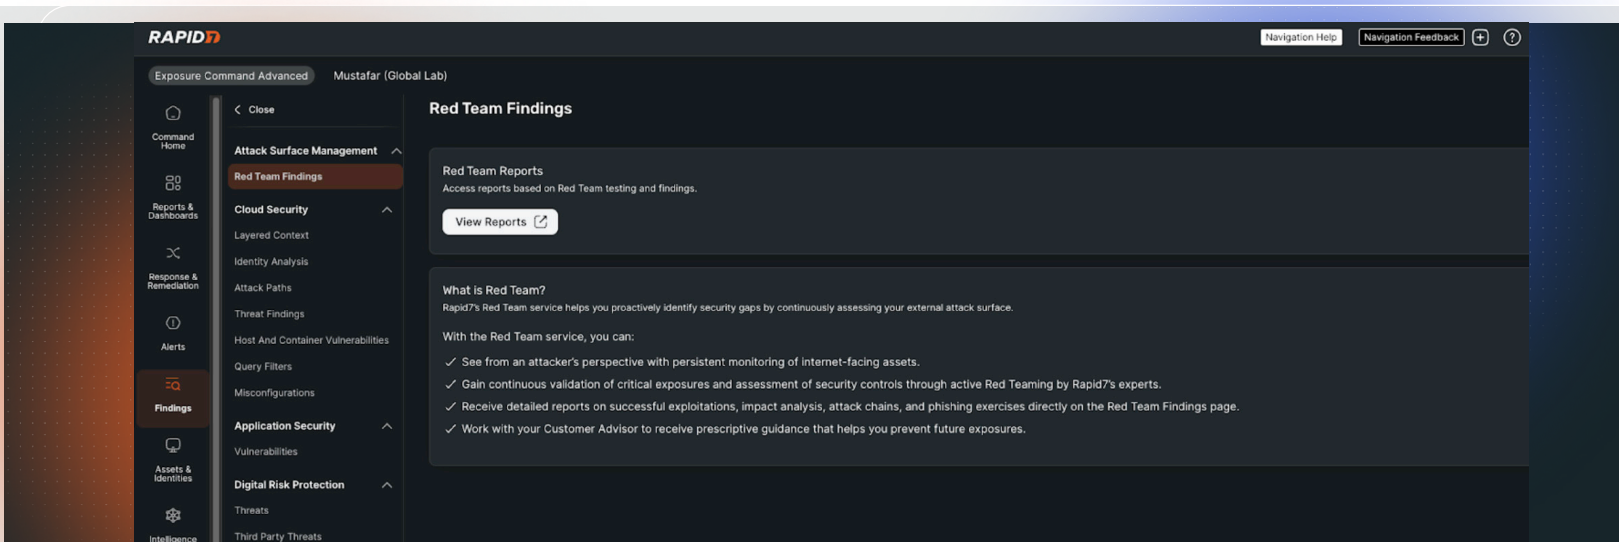 RAPID7
Navigation Help
Navigation Feedback
Exposure Command Advanced
Mustafar (Global Lab)
Command
Home
Reports &
Dashboards
Response &
Remediation
Alerts
Findings
Assets &
Identities
Intelligence
Close
Attack Surface Management
Red Team Findings
Cloud Security
Layered Context
Identity Analysis
Attack Paths
Threat Findings
Host And Container Vulnerabilities
Query Filters
Misconfigurations
Application Security
Vulnerabilities
Digital Risk Protection
Threats
Third Party Threats
Red Team Findings
Red Team Reports
Access reports based on Red Team testing and findings.
View Reports
What is Red Team?
Rapid7's Red Team service helps you proactively identify security gaps by continuously assessing your external attack surface.
With the Red Team service, you can:
See from an attacker's perspective with persistent monitoring of internet-facing assets.
Gain continuous validation of critical exposures and assessment of security controls through active Red Teaming by Rapid7's experts.
Receive detailed reports on successful exploitations, impact analysis, attack chains, and phishing exercises directly on the Red Team Findings page.
Work with your Customer Advisor to receive prescriptive guidance that helps you prevent future exposures.